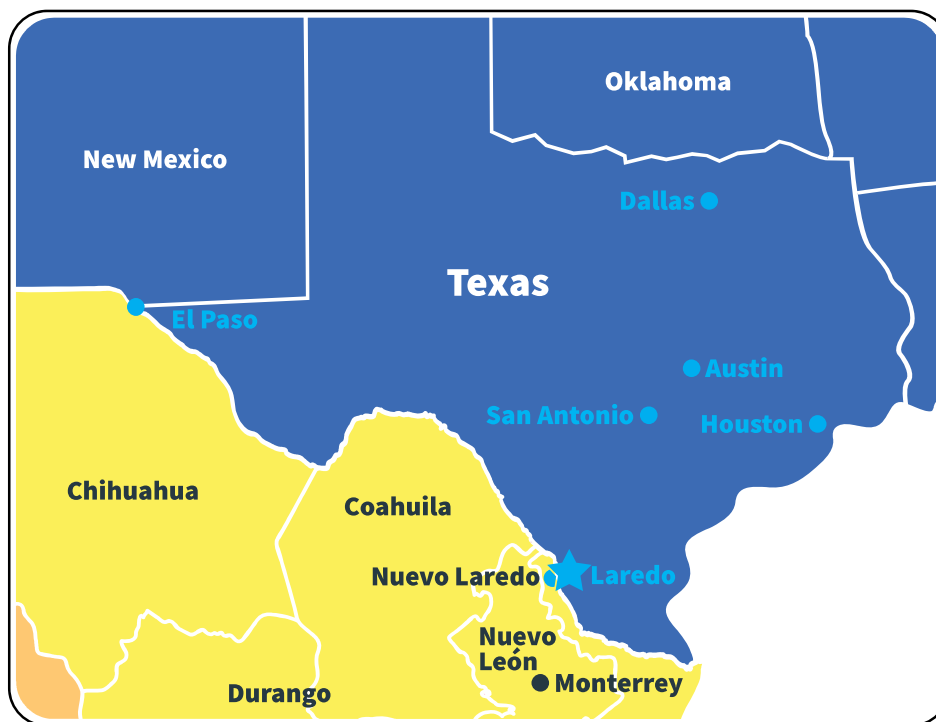 Oklahoma
New Mexico
Dallas
Texas
El Paso
Austin
San Antonio
Houston
Chihuahua
Coahuila
Nuevo Laredo
Laredo
Nuevo
León
Monterrey
Durango